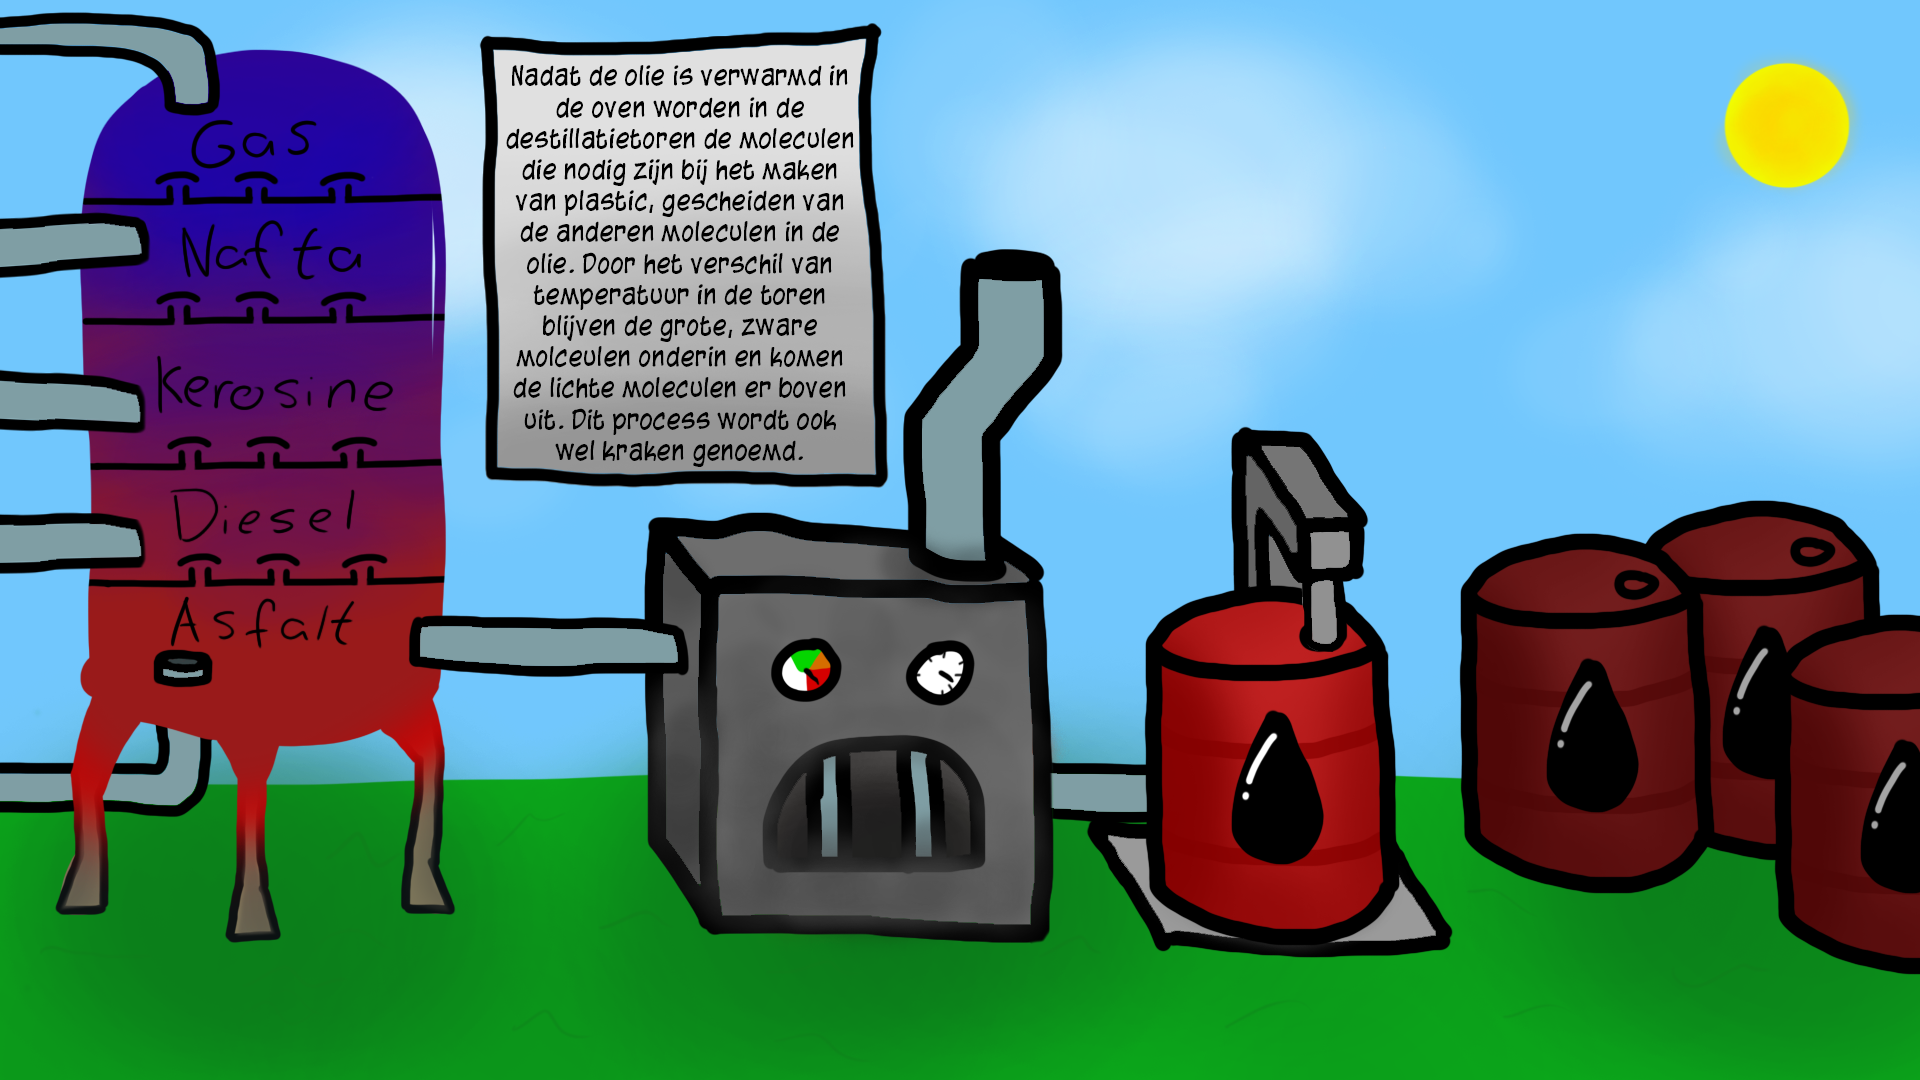 Gas
Nafta
Kerosine
Diesel
Asfalt
Nadat de olie is verwarmd in
de oven worden in de
destillatietoren de moleculen
die nodig zijn bij het maken
van plastic, gescheiden van
de anderen moleculen in de
olie. Door het verschil van
temperatuur in de toren
blijven de grote, zware
molceulen onderin en komen
de lichte moleculen er boven
uit. Dit process wordt ook
wel kraken genoemd.